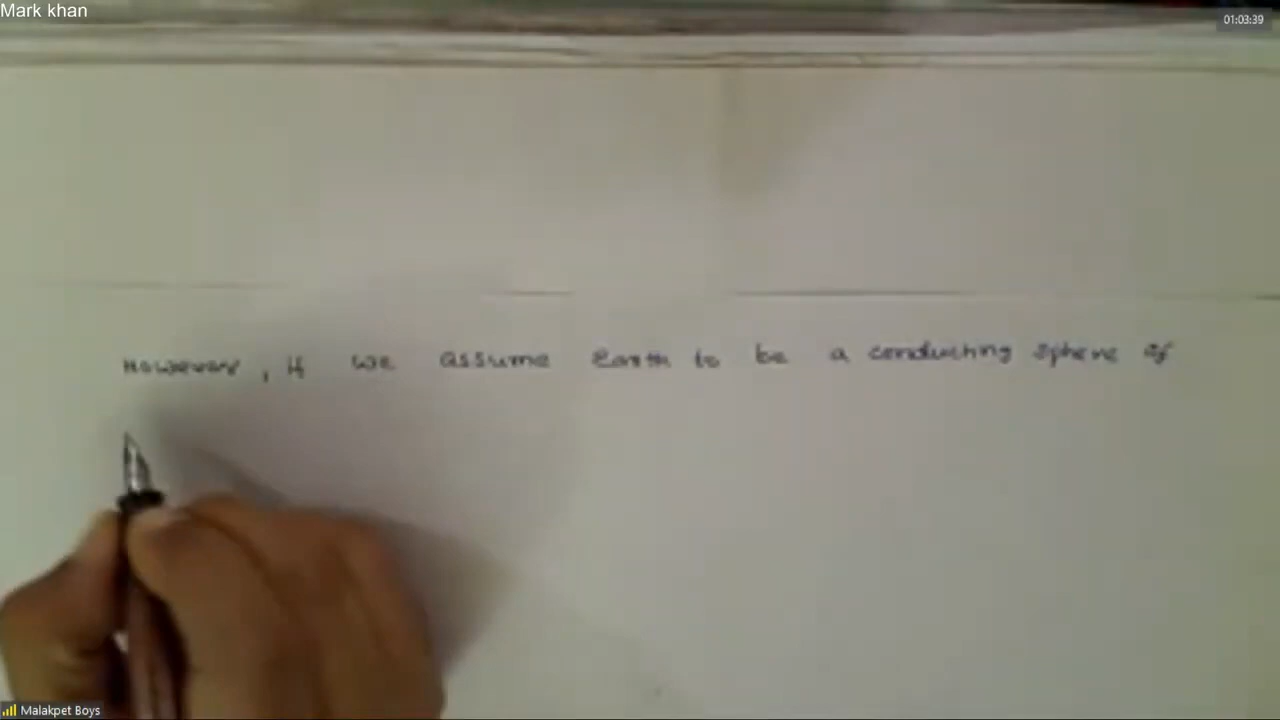 Mark khan
01:03:39
However, if we assume Earth to be a conducting sphere of
Malakpet Boys